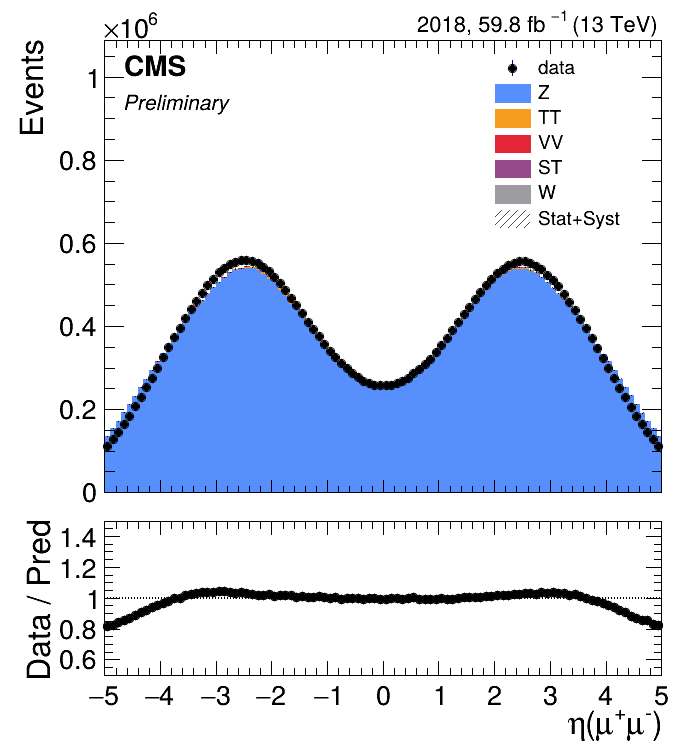 ×10⁶
2018, 59.8 fb⁻¹ (13 TeV)
Events
CMS
Preliminary
data
Z
TT
VV
ST
W
Stat+Syst
1
0.8
0.6
0.4
0.2
0
Data / Pred
1.4
1.2
1
0.8
0.6
−5 −4 −3 −2 −1 0 1 2 3 4 5
η(μ⁺μ⁻)